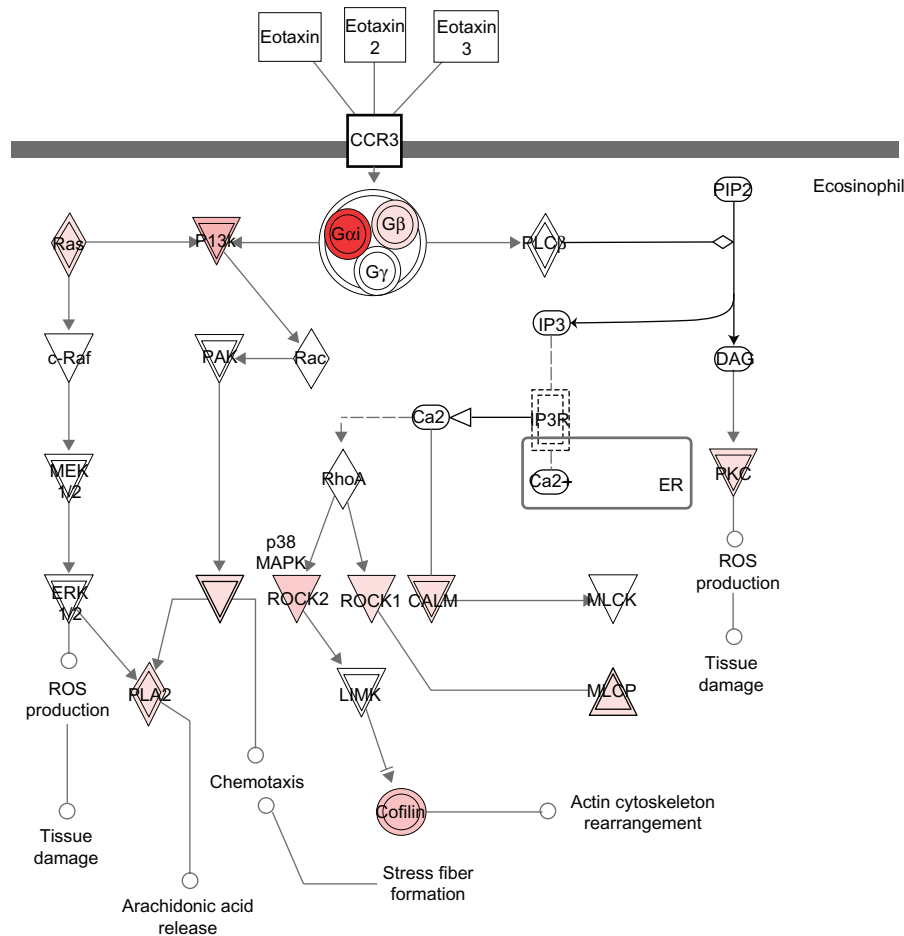 Eotaxin
Eotaxin
2
Eotaxin
3
CCR3
Ecosinophil
PIP2
Ras
P13k
Gαi
Gβ
Gγ
PLCβ
IP3
c-Raf
PAK
Rac
DAG
Ca2
IP3R
MEK
1/2
RhoA
Ca2+
ER
PKC
p38
MAPK
ROS
production
ERK
1/2
ROCK2
ROCK1
CALM
MLCK
Tissue
damage
ROS
production
PLA2
LIMK
MLCP
Chemotaxis
Cofilin
Actin cytoskeleton
rearrangement
Tissue
damage
Stress fiber
formation
Arachidonic acid
release